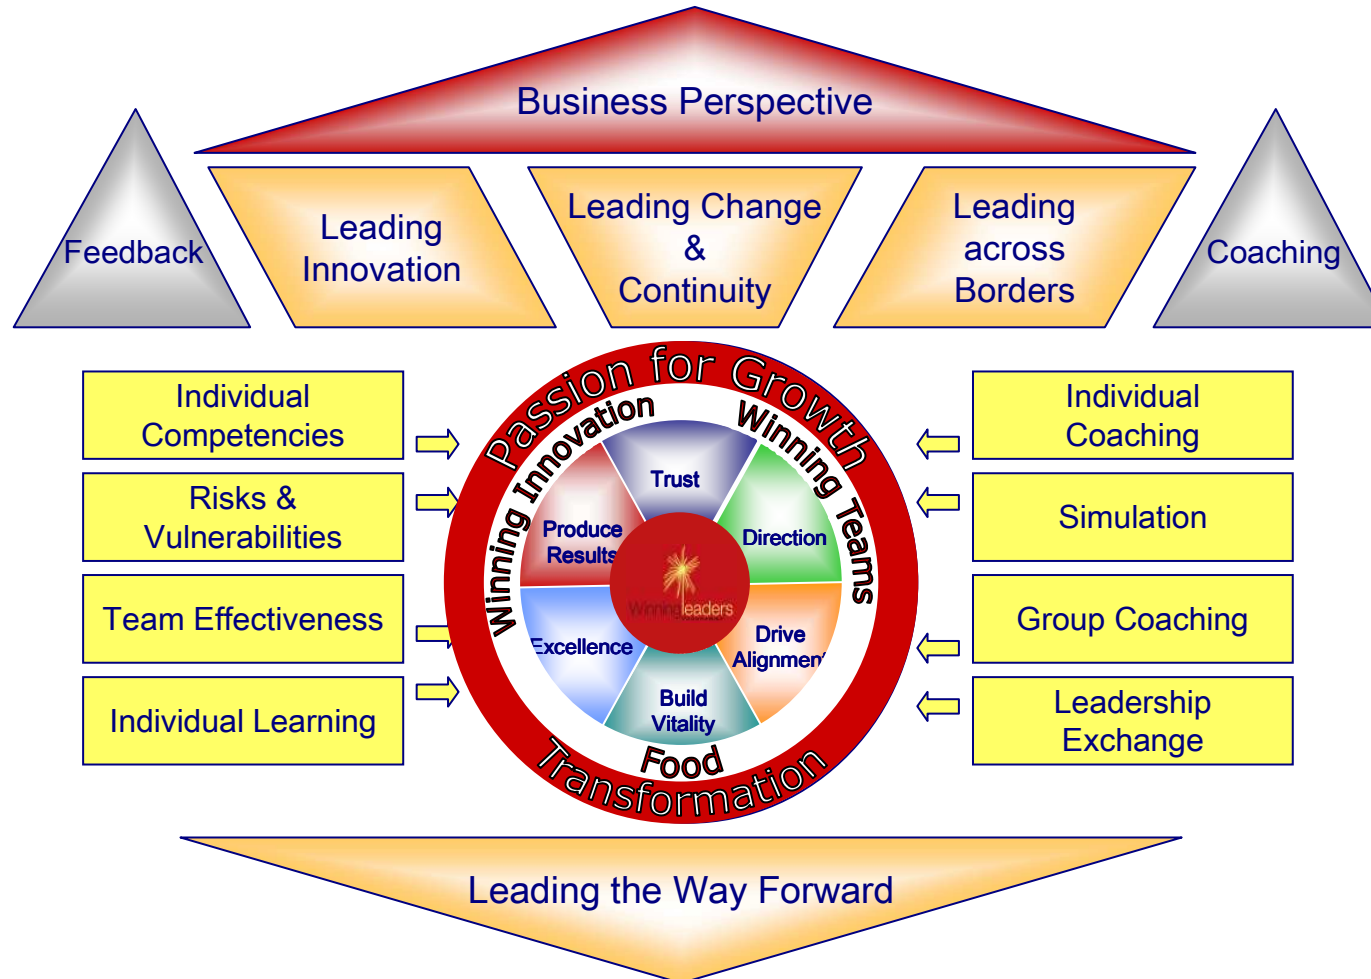 Business Perspective
Feedback
Leading
Innovation
Leading Change
&
Continuity
Leading
across
Borders
Coaching
Individual
Competencies
Risks &
Vulnerabilities
Team Effectiveness
Individual Learning
Passion for Growth
Winning Innovation
Winning Teams
Trust
Produce
Results
Direction
Winningleaders
Excellence
Drive
Alignment
Build
Vitality
Food
Transformation
Individual
Coaching
Simulation
Group Coaching
Leadership
Exchange
Leading the Way Forward